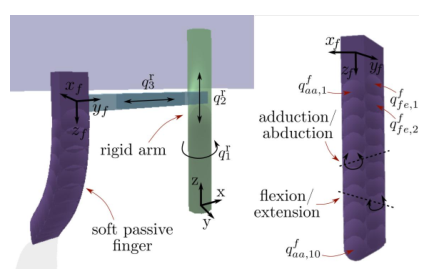 x_f
y_f
z_f
q_3^r
q_2^r
rigid arm
q_1^r
z
x
y
soft passive
finger
x_f
z_f
y_f
q_{aa,1}^f
q_{fe,1}^f
q_{fe,2}^f
adduction/
abduction
flexion/
extension
q_{aa,10}^f